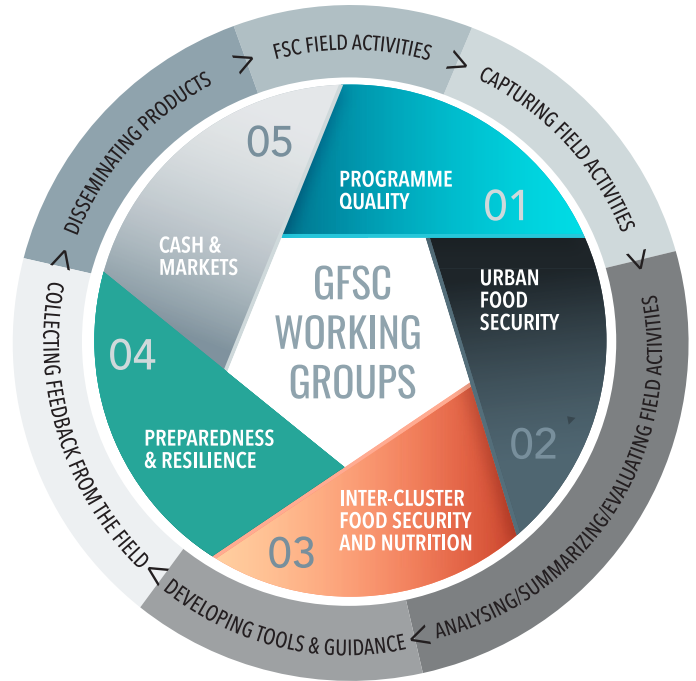 GFSC
WORKING
GROUPS
PROGRAMME
QUALITY
01
URBAN
FOOD
SECURITY
02
INTER-CLUSTER
FOOD SECURITY
AND NUTRITION
03
PREPAREDNESS
& RESILIENCE
04
CASH &
MARKETS
05
FSC FIELD ACTIVITIES
CAPTURING FIELD ACTIVITIES
ANALYSING/SUMMARIZING/EVALUATING FIELD ACTIVITIES
DEVELOPING TOOLS & GUIDANCE
COLLECTING FEEDBACK FROM THE FIELD
DISSEMINATING PRODUCTS